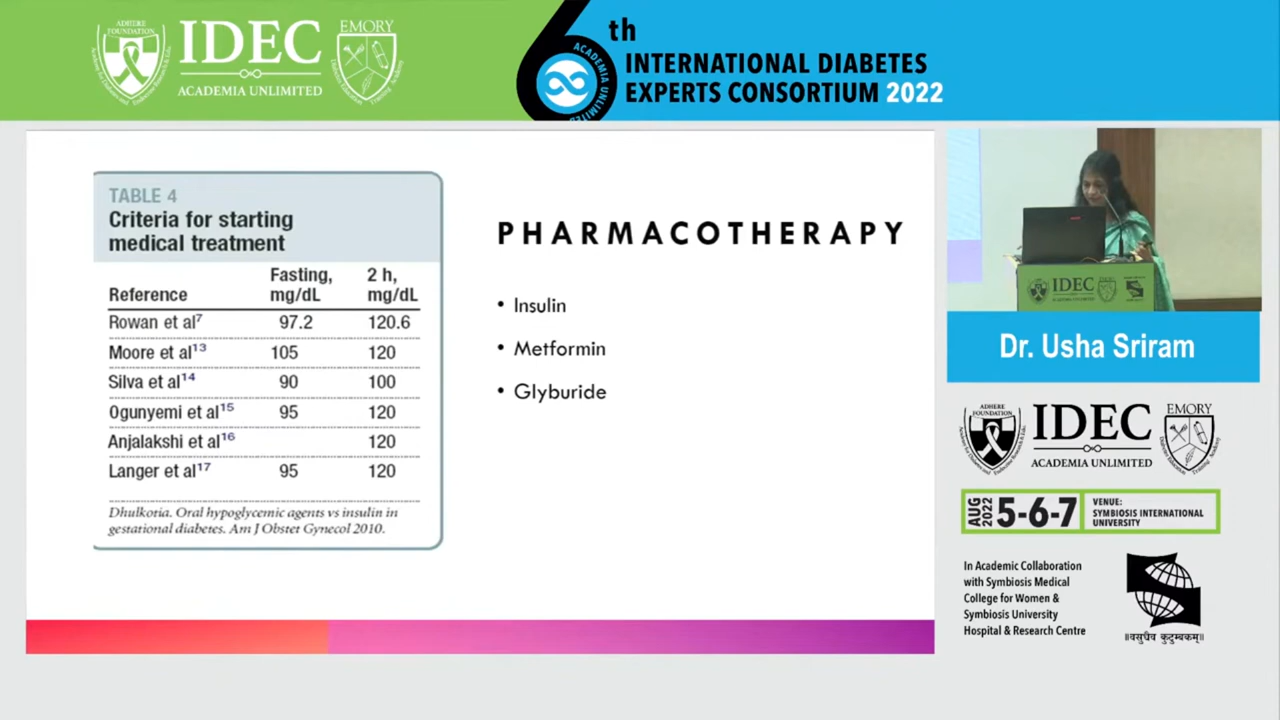 ADHERE
FOUNDATION
IDEC
ACADEMIA UNLIMITED
EMORY
6th
ACADEMIA UNLIMITED
INTERNATIONAL DIABETES
EXPERTS CONSORTIUM 2022
TABLE 4
Criteria for starting
medical treatment
Reference Fasting, mg/dL 2 h, mg/dL
Rowan et al7 97.2 120.6
Moore et al13 105 120
Silva et al14 90 100
Ogunyemi et al15 95 120
Anjalakshi et al16 120
Langer et al17 95 120
Dhulkotia. Oral hypoglycemic agents vs insulin in
gestational diabetes. Am J Obstet Gynecol 2010.
PHARMACOTHERAPY
• Insulin
• Metformin
• Glyburide
IDEC
Dr. Usha Sriram
ADHERE
FOUNDATION
IDEC
ACADEMIA UNLIMITED
EMORY
AUG 2022 5-6-7
VENUE:
SYMBIOSIS INTERNATIONAL
UNIVERSITY
In Academic Collaboration
with Symbiosis Medical
College for Women &
Symbiosis University
Hospital & Research Centre
॥वसुधैव कुटुम्बकम्॥